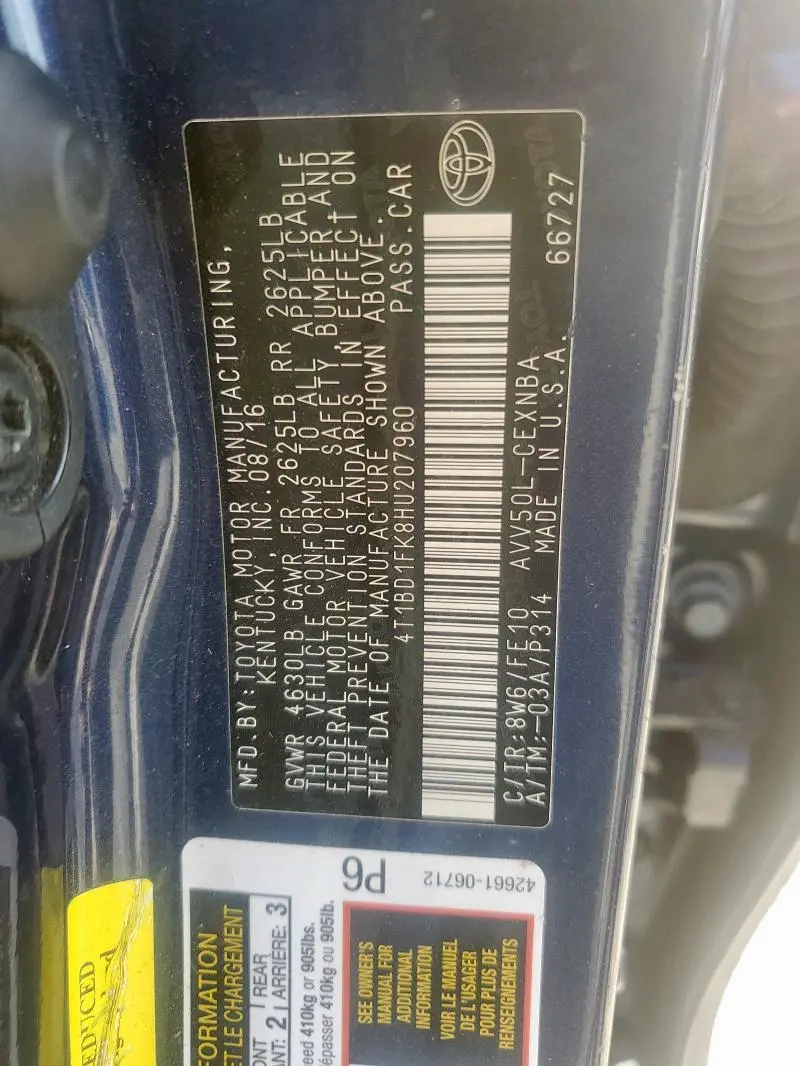 MFD.BY:TOYOTA MOTOR MANUFACTURING,
KENTUCKY, INC.08/16
GVWR 4630LB GAWR FR 2625LB RR 2625LB
THIS VEHICLE CONFORMS TO ALL APPLICABLE
FEDERAL MOTOR VEHICLE SAFETY,BUMPER,AND
THEFT PREVENTION STANDARDS IN EFFECT ON
THE DATE OF MANUFACTURE SHOWN ABOVE.
4T1BD1FK8HU207960 PASS.CAR
C/TR:8W6/FE10 AVV50L-CEXNBA
A/TM:-03A/P314 MADE IN U.S.A. 66727
P6
42661-06712
FORMATION
ET LE CHARGEMENT
ONT
ANT: 2
REAR
ARRIÈRE: 3
eed 410kg or 905lbs.
épasser 410kg ou 905lb.
SEE OWNER'S
MANUAL FOR
ADDITIONAL
INFORMATION
VOIR LE MANUEL
DE L'USAGER
POUR PLUS DE
RENSEIGNEMENTS
EDUCED